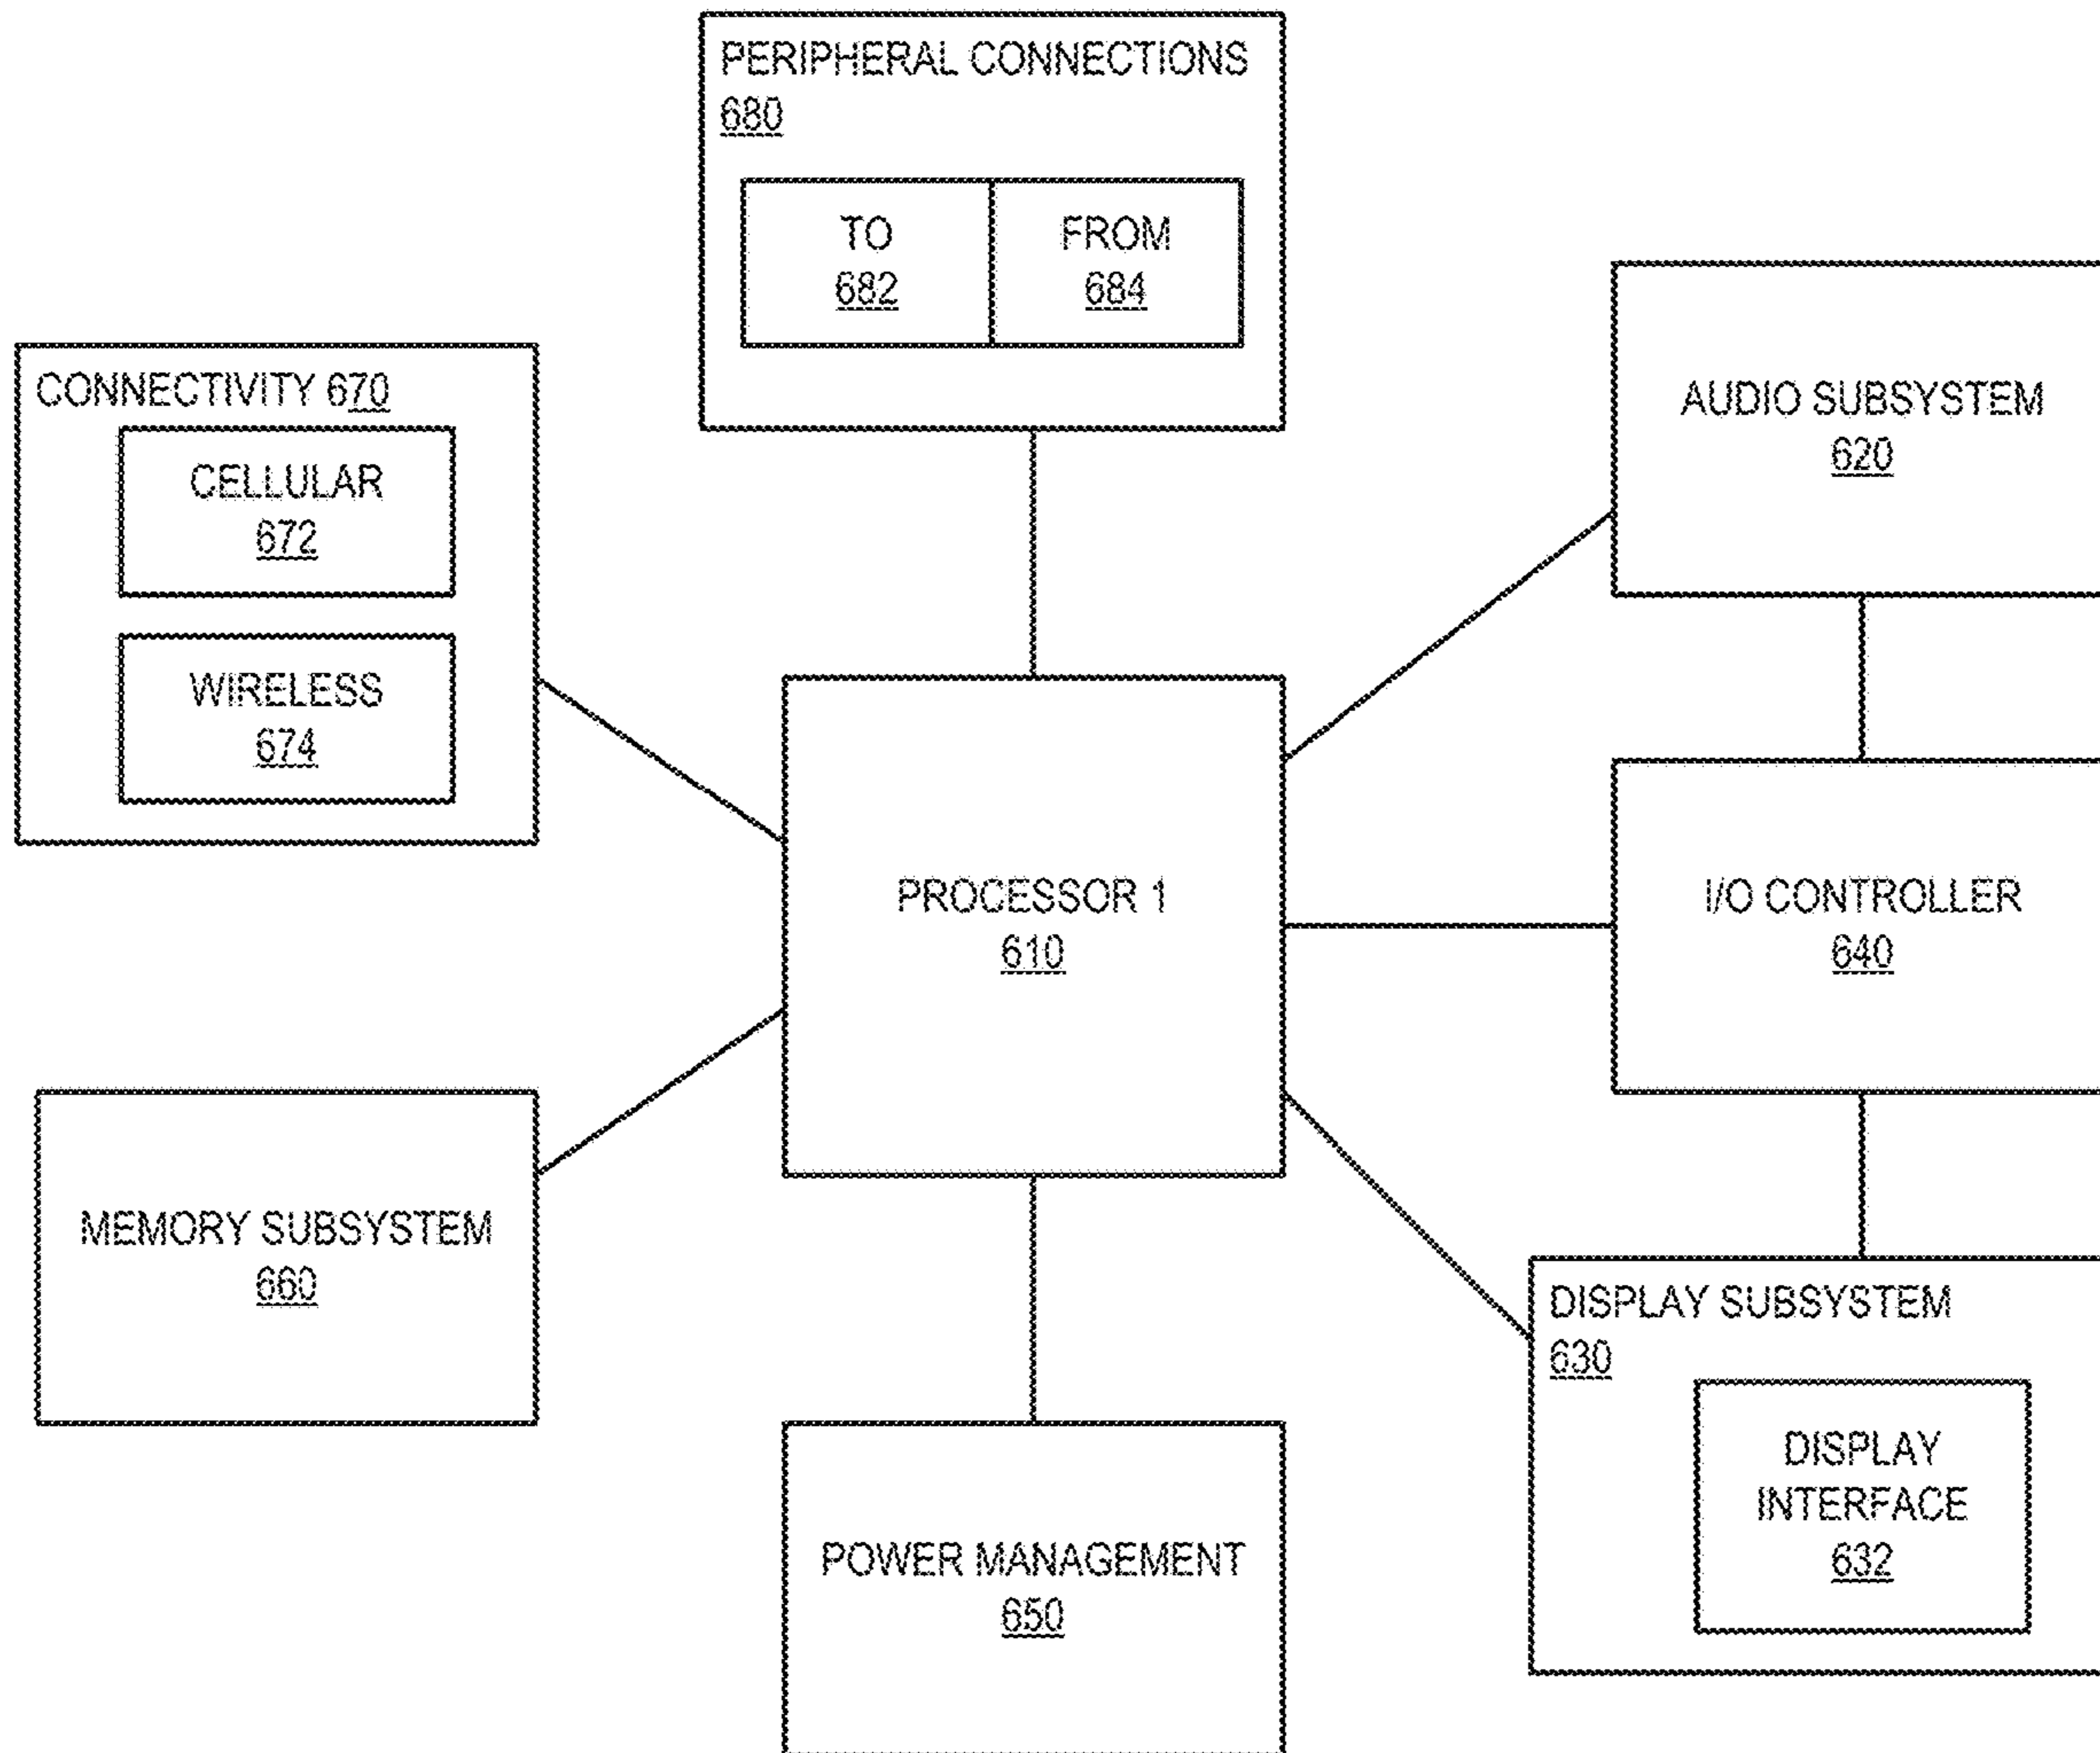 PERIPHERAL CONNECTIONS
680
TO
682
FROM
684
CONNECTIVITY 670
CELLULAR
672
WIRELESS
674
AUDIO SUBSYSTEM
620
PROCESSOR 1
610
I/O CONTROLLER
640
MEMORY SUBSYSTEM
660
DISPLAY SUBSYSTEM
630
DISPLAY
INTERFACE
632
POWER MANAGEMENT
650